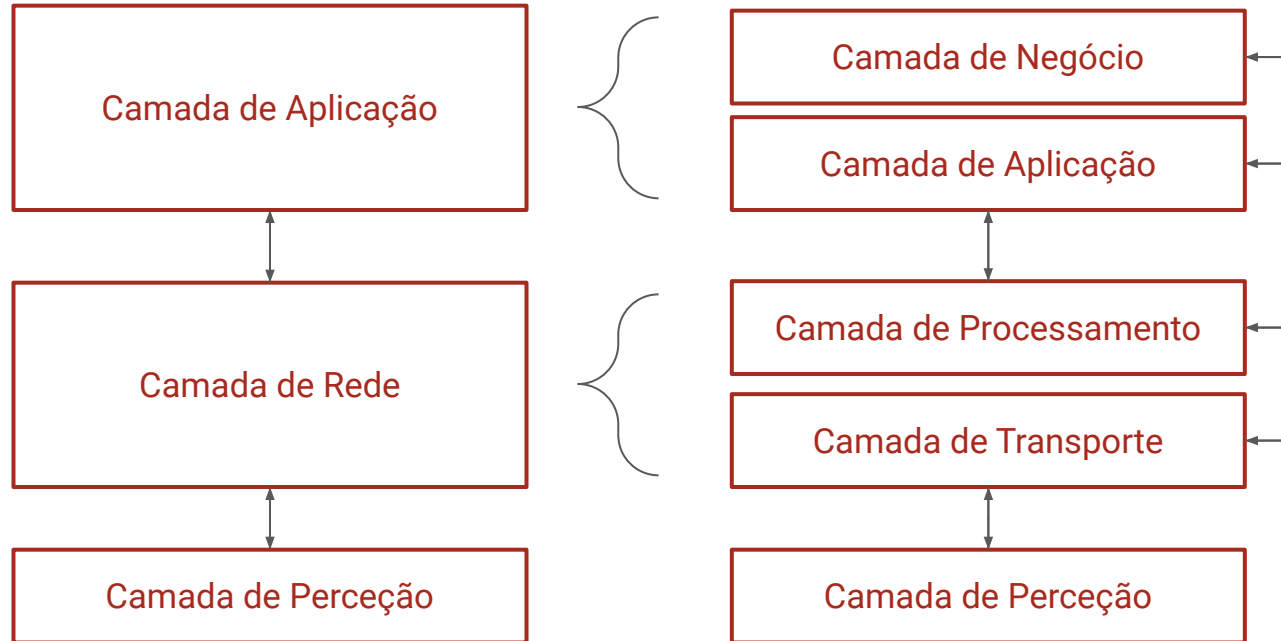 Camada de Aplicação
Camada de Rede
Camada de Perceção
Camada de Negócio
Camada de Aplicação
Camada de Processamento
Camada de Transporte
Camada de Perceção